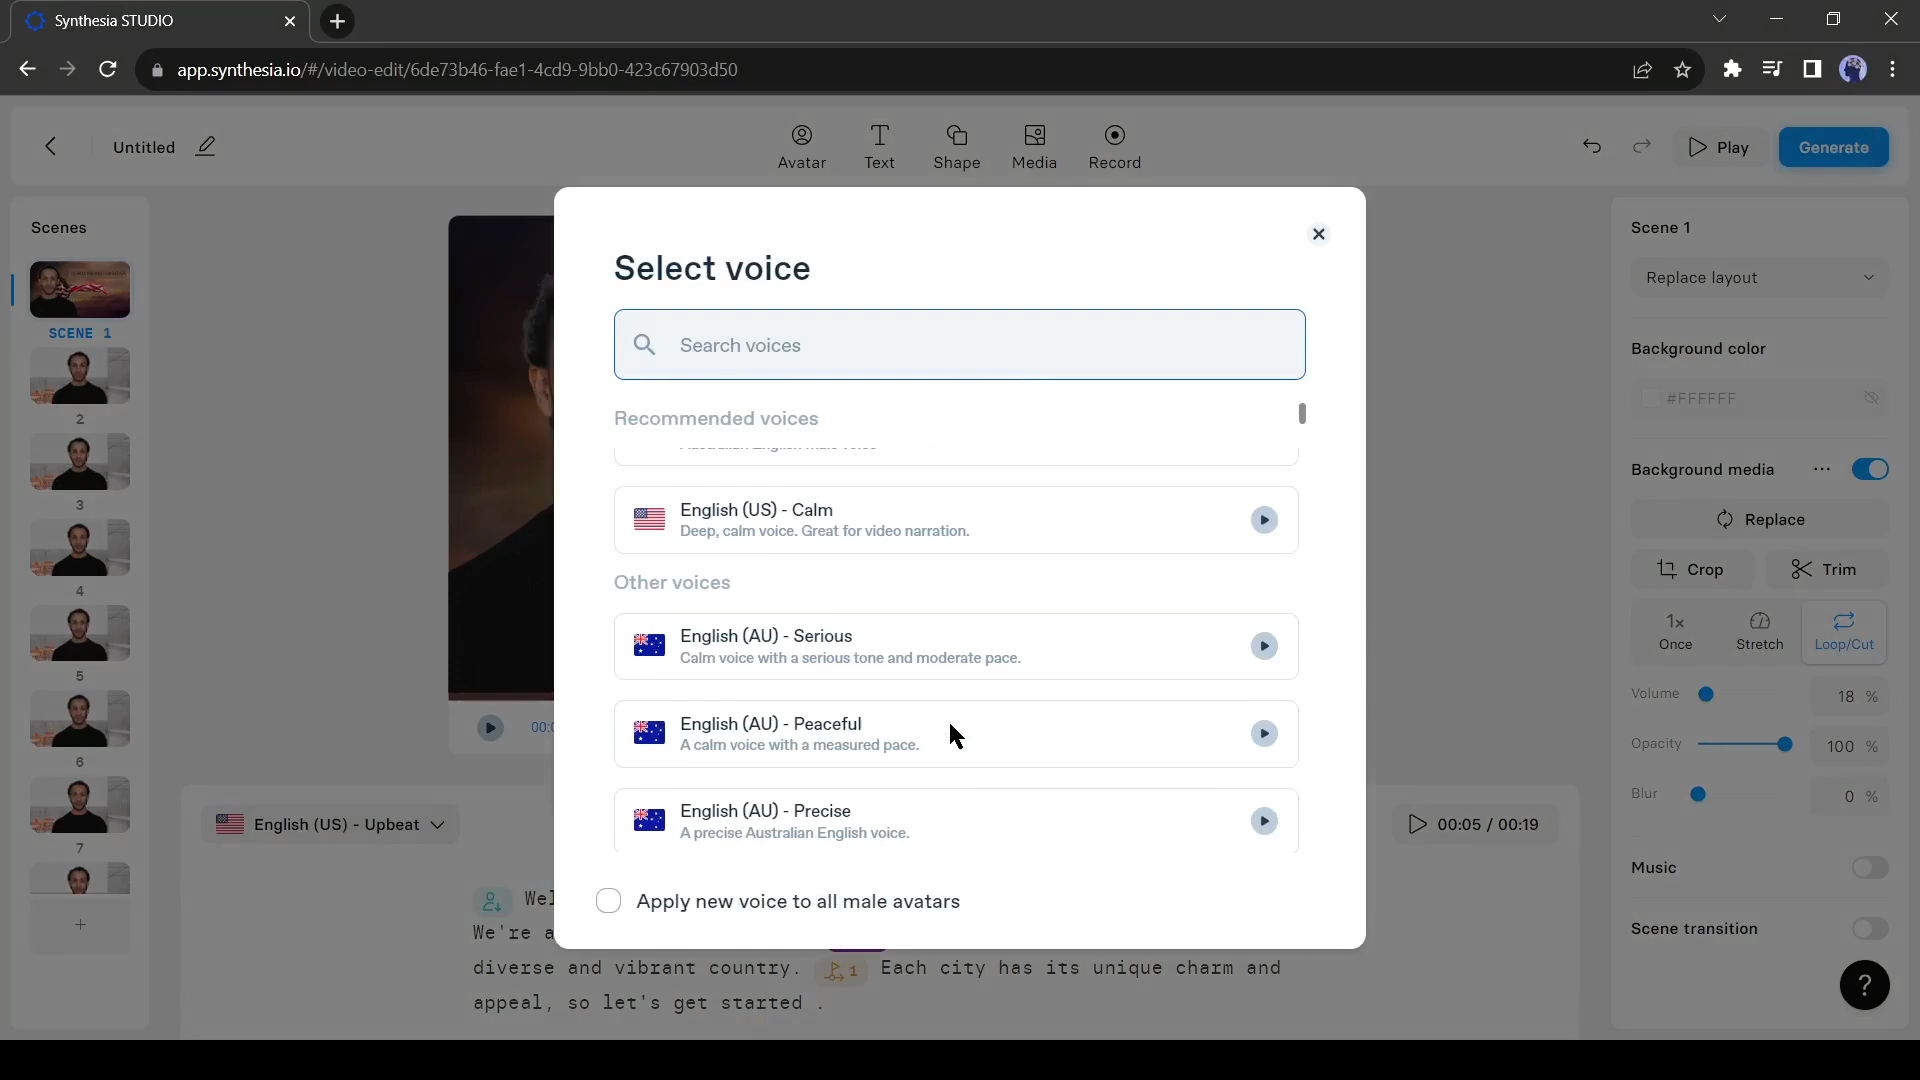 Synthesia STUDIO
app.synthesia.io/#/video-edit/6de73b46-fae1-4cd9-9bb0-423c67903d50
Untitled
Avatar
Text
Shape
Media
Record
Play
Generate
Scenes
SCENE 1
2
3
4
5
6
7
+
Select voice
Search voices
Recommended voices
English (US) - Calm
Deep, calm voice. Great for video narration.
Other voices
English (AU) - Serious
Calm voice with a serious tone and moderate pace.
English (AU) - Peaceful
A calm voice with a measured pace.
English (AU) - Precise
A precise Australian English voice.
Apply new voice to all male avatars
English (US) - Upbeat
00:05 / 00:19
We're a
diverse and vibrant country. 1 Each city has its unique charm and
appeal, so let's get started .
Scene 1
Replace layout
Background color
#FFFFFF
Background media
Replace
Crop
Trim
1x
Once
Stretch
Loop/Cut
Volume 18 %
Opacity 100 %
Blur 0 %
Music
Scene transition
?